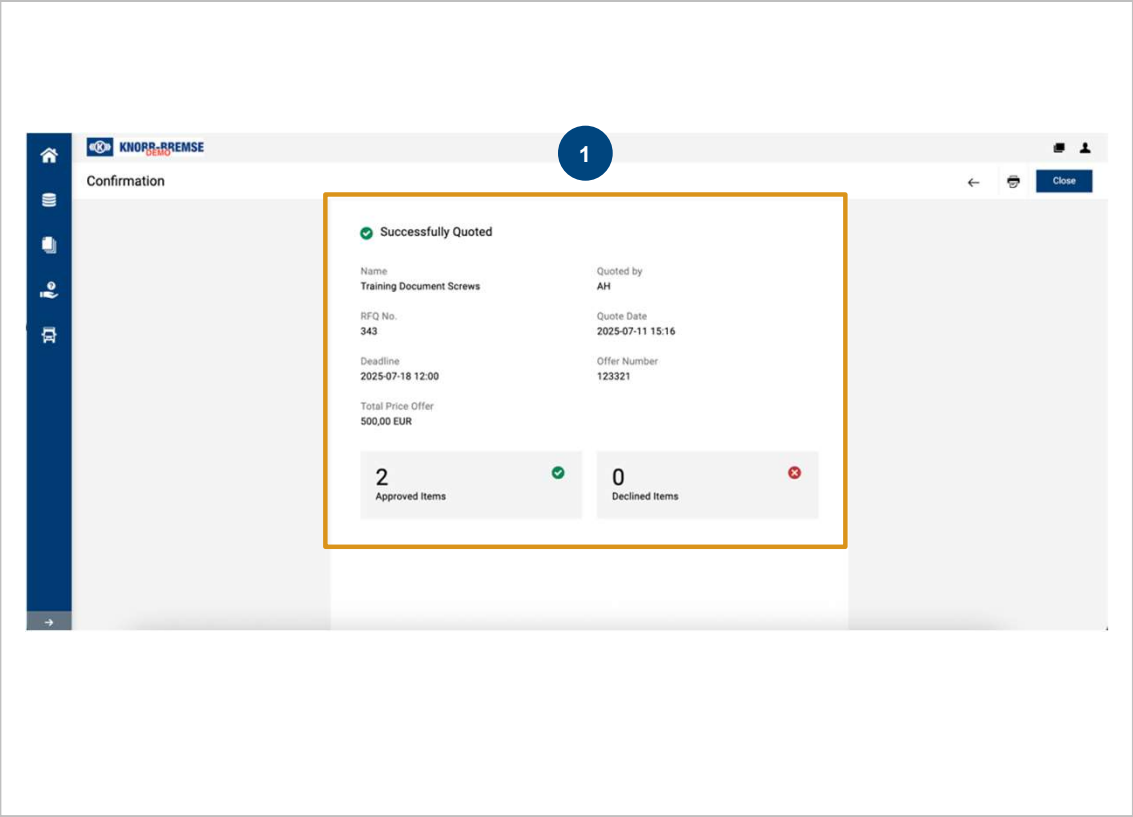 KNORR-BREMSE
DEMO
1
Confirmation
Close
Successfully Quoted
Name
Training Document Screws
Quoted by
AH
RFQ No.
343
Quote Date
2025-07-11 15:16
Deadline
2025-07-18 12:00
Offer Number
123321
Total Price Offer
500,00 EUR
2
Approved Items
0
Declined Items